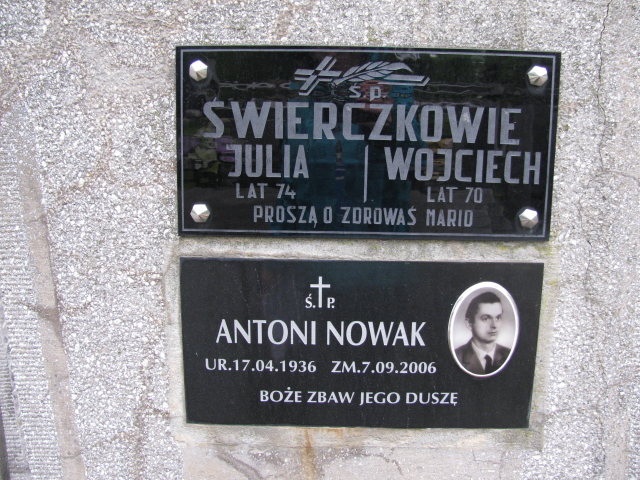 Ś.P.
ŚWIERCZKOWIE
JULIA WOJCIECH
LAT 74 LAT 70
PROSZĄ O ZDROWAŚ MARIO
Ś. P.
ANTONI NOWAK
UR.17.04.1936 ZM.7.09.2006
BOŻE ZBAW JEGO DUSZĘ